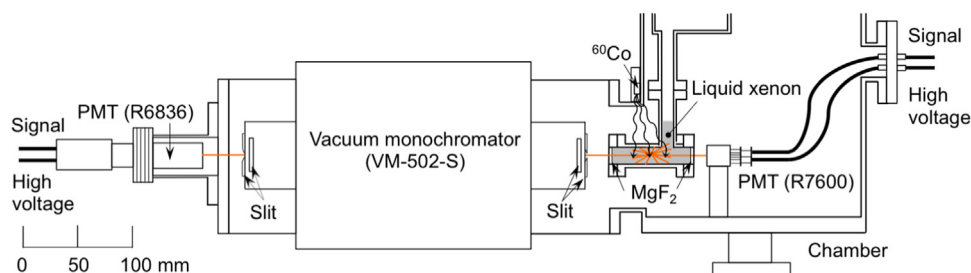 Signal
PMT (R6836)
High
voltage
Slit
Vacuum monochromator
(VM-502-S)
Slit
⁶⁰Co
Liquid xenon
MgF₂
PMT (R7600)
Signal
High
voltage
Chamber
0 50 100 mm